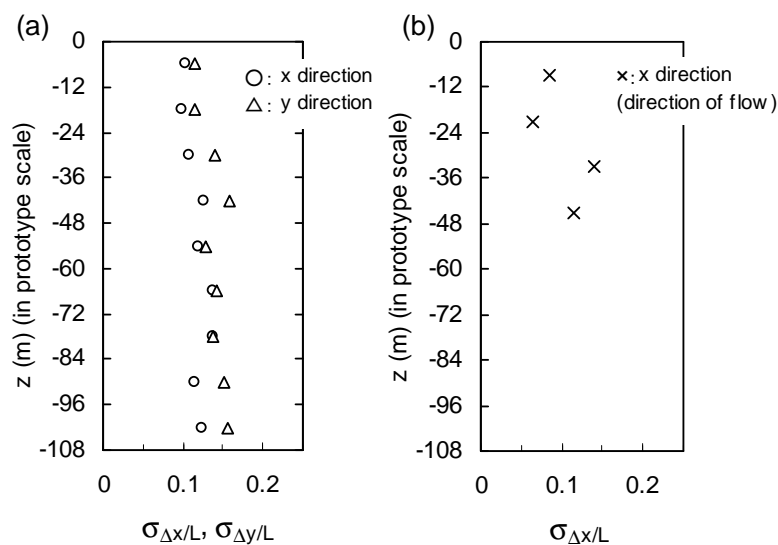 (a)
z (m) (in prototype scale)
0
-12
-24
-36
-48
-60
-72
-84
-96
-108
0
0.1
0.2
○: x direction
△: y direction
σΔx/L, σΔy/L
(b)
z (m) (in prototype scale)
0
-12
-24
-36
-48
-60
-72
-84
-96
-108
0
0.1
0.2
×: x direction
(direction of flow)
σΔx/L